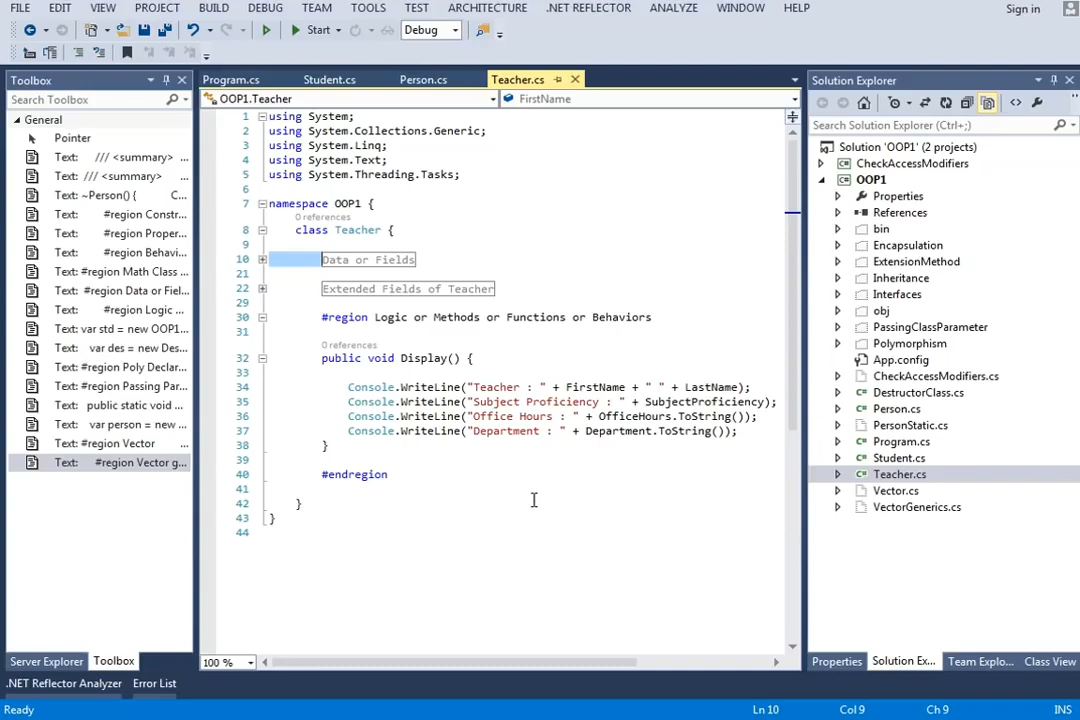 FILE EDIT VIEW PROJECT BUILD DEBUG TEAM TOOLS TEST ARCHITECTURE .NET REFLECTOR ANALYZE WINDOW HELP Sign in
Start Debug
Toolbox
Search Toolbox
General
Pointer
Text: /// <summary> ...
Text: /// <summary> ...
Text: ~Person() { C...
Text: #region Constr...
Text: #region Proper...
Text: #region Behavi...
Text: #region Math Class ...
Text: #region Data or Fiel...
Text: #region Logic ...
Text: var std = new OOP1...
Text: var des = new Des...
Text: #region Poly Declar...
Text: #region Passing Par...
Text: public static void ...
Text: var person = new ...
Text: #region Vector
Text: #region Vector g...
Server Explorer Toolbox
Program.cs Student.cs Person.cs Teacher.cs
OOP1.Teacher FirstName
1 using System;
2 using System.Collections.Generic;
3 using System.Linq;
4 using System.Text;
5 using System.Threading.Tasks;
6
7 namespace OOP1 {
0 references
8 class Teacher {
9
10 Data or Fields
21
22 Extended Fields of Teacher
29
30 #region Logic or Methods or Functions or Behaviors
31
0 references
32 public void Display() {
33
34 Console.WriteLine("Teacher : " + FirstName + " " + LastName);
35 Console.WriteLine("Subject Proficiency : " + SubjectProficiency);
36 Console.WriteLine("Office Hours : " + OfficeHours.ToString());
37 Console.WriteLine("Department : " + Department.ToString());
38 }
39
40 #endregion
41
42 }
43 }
44
100 %
Solution Explorer
Search Solution Explorer (Ctrl+;)
Solution 'OOP1' (2 projects)
CheckAccessModifiers
OOP1
Properties
References
bin
Encapsulation
ExtensionMethod
Inheritance
Interfaces
obj
PassingClassParameter
Polymorphism
App.config
CheckAccessModifiers.cs
DestructorClass.cs
Person.cs
PersonStatic.cs
Program.cs
Student.cs
Teacher.cs
Vector.cs
VectorGenerics.cs
Properties Solution Ex... Team Explo... Class View
.NET Reflector Analyzer Error List
Ready Ln 10 Col 9 Ch 9 INS